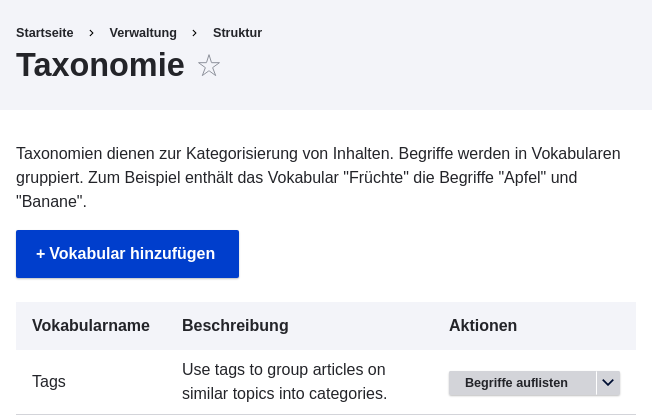 Startseite > Verwaltung > Struktur
Taxonomie
Taxonomien dienen zur Kategorisierung von Inhalten. Begriffe werden in Vokabularen
gruppiert. Zum Beispiel enthält das Vokabular "Früchte" die Begriffe "Apfel" und
"Banane".
+ Vokabular hinzufügen
Vokabularname Beschreibung Aktionen
Tags
Use tags to group articles on
similar topics into categories.
Begriffe auflisten